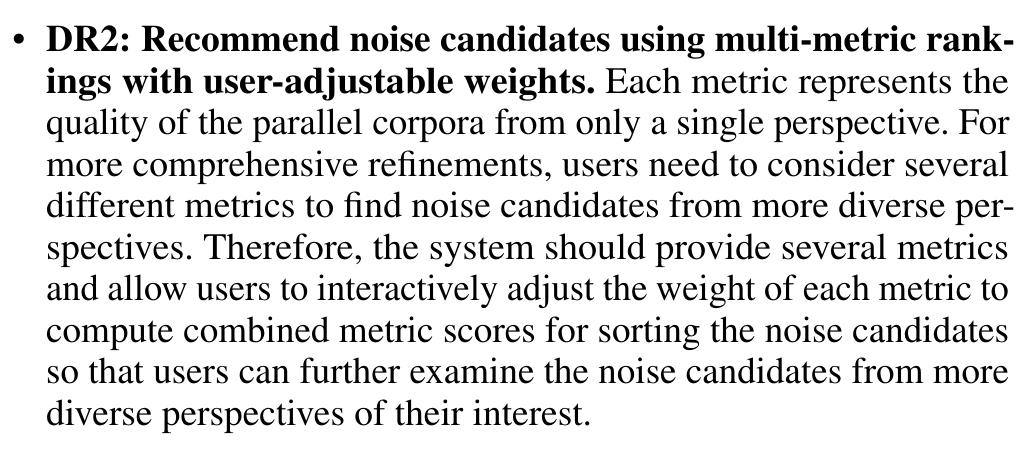 • DR2: Recommend noise candidates using multi-metric rank-
ings with user-adjustable weights. Each metric represents the
quality of the parallel corpora from only a single perspective. For
more comprehensive refinements, users need to consider several
different metrics to find noise candidates from more diverse per-
spectives. Therefore, the system should provide several metrics
and allow users to interactively adjust the weight of each metric to
compute combined metric scores for sorting the noise candidates
so that users can further examine the noise candidates from more
diverse perspectives of their interest.